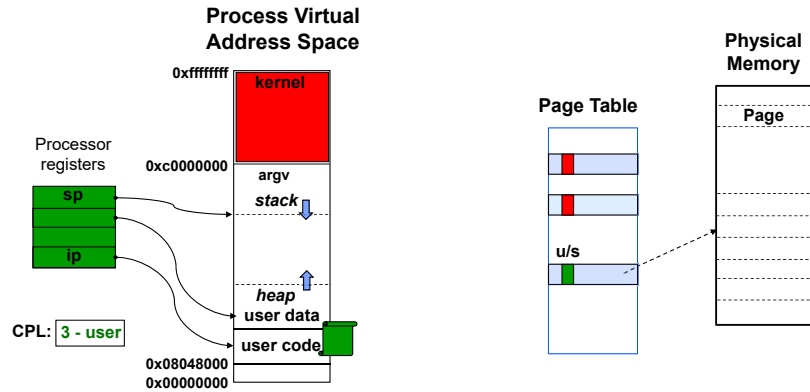 Process Virtual
Address Space
0xffffffff
kernel
0xc0000000
argv
stack
heap
user data
user code
0x08048000
0x00000000
Processor
registers
sp
ip
CPL: 3 - user
Page Table
u/s
Physical
Memory
Page